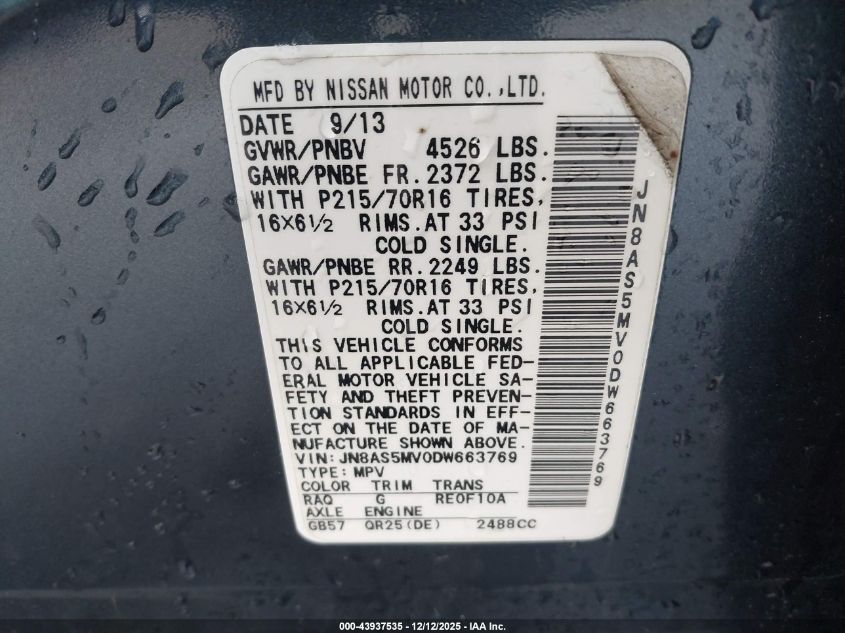 MFD BY NISSAN MOTOR CO.,LTD.
DATE 9/13
GVWR/PNBV 4526 LBS.
GAWR/PNBE FR.2372 LBS.
WITH P215/70R16 TIRES,
16×6½ RIMS.AT 33 PSI
COLD SINGLE.
GAWR/PNBE RR.2249 LBS.
WITH P215/70R16 TIRES,
16×6½ RIMS.AT 33 PSI
COLD SINGLE.
THIS VEHICLE CONFORMS
TO ALL APPLICABLE FED-
ERAL MOTOR VEHICLE SA-
FETY AND THEFT PREVEN-
TION STANDARDS IN EFF-
ECT ON THE DATE OF MA-
NUFACTURE SHOWN ABOVE.
VIN:JN8AS5MV0DW663769
TYPE:MPV
COLOR TRIM TRANS
RAQ G RE0F10A
AXLE ENGINE
GB57 QR25(DE) 2488CC
JN8AS5MV0DW663769
000-43937535 - 12/12/2025 - IAA Inc.